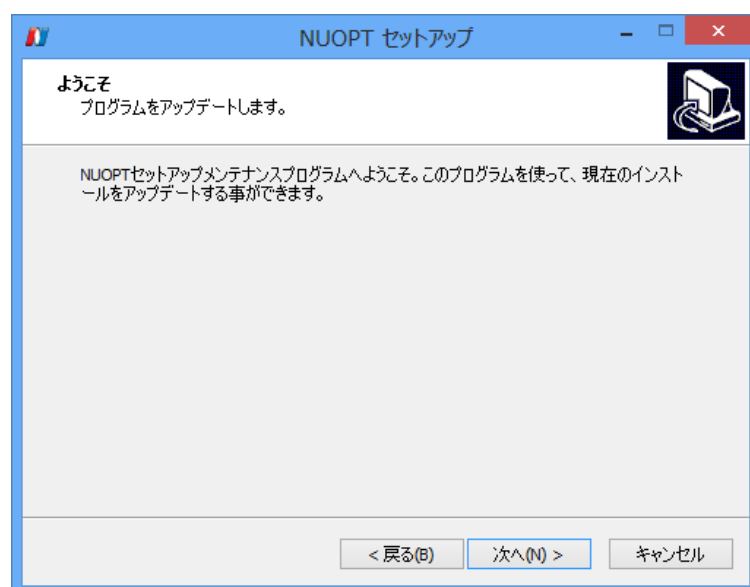 NUOPT セットアップ
ようこそ
プログラムをアップデートします。
NUOPTセットアップメンテナンスプログラムへようこそ。このプログラムを使って、現在のインスト
ールをアップデートする事ができます。
< 戻る(B)
次へ(N) >
キャンセル